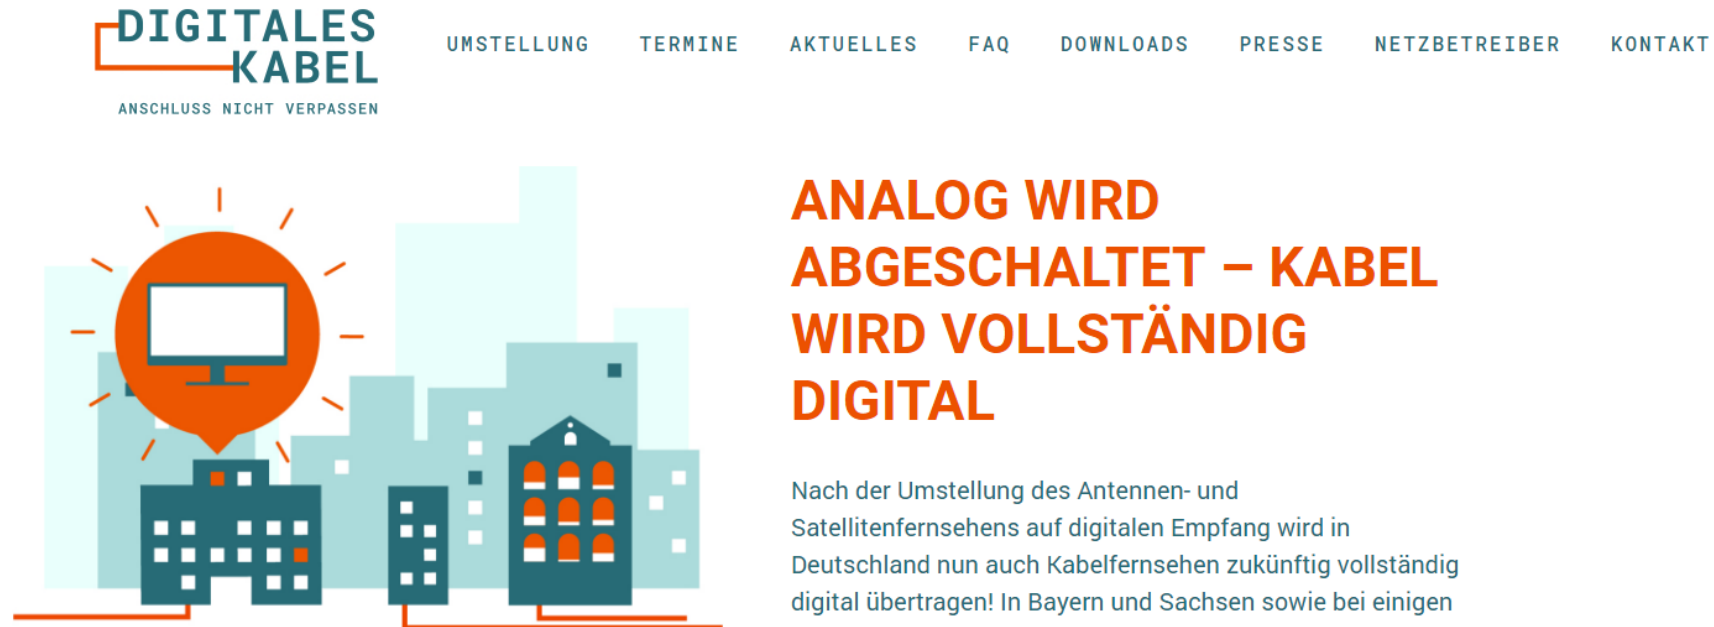 DIGITALES
KABEL
ANSCHLUSS NICHT VERPASSEN
UMSTELLUNG TERMINE AKTUELLES FAQ DOWNLOADS PRESSE NETZBETREIBER KONTAKT
ANALOG WIRD
ABGESCHALTET – KABEL
WIRD VOLLSTÄNDIG
DIGITAL
Nach der Umstellung des Antennen- und
Satellitenfernsehens auf digitalen Empfang wird in
Deutschland nun auch Kabelfernsehen zukünftig vollständig
digital übertragen! In Bayern und Sachsen sowie bei einigen